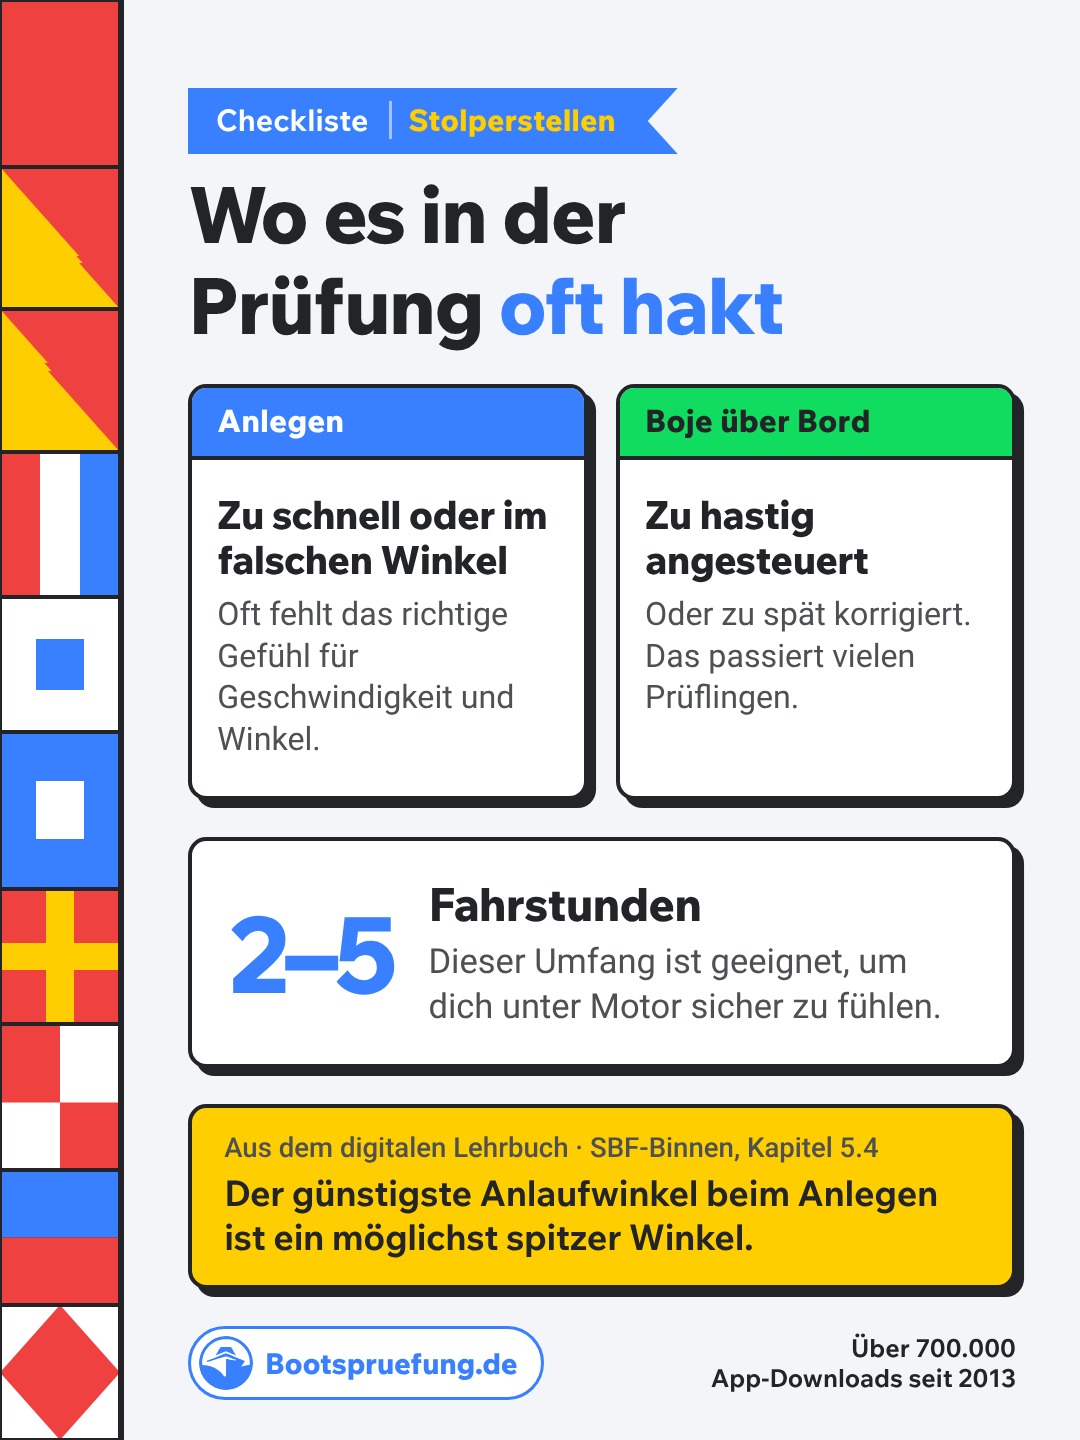 Checkliste | Stolperstellen
Wo es in der
Prüfung oft hakt
Anlegen
Zu schnell oder im
falschen Winkel
Oft fehlt das richtige
Gefühl für
Geschwindigkeit und
Winkel.
Boje über Bord
Zu hastig
angesteuert
Oder zu spät korrigiert.
Das passiert vielen
Prüflingen.
2–5
Fahrstunden
Dieser Umfang ist geeignet, um
dich unter Motor sicher zu fühlen.
Aus dem digitalen Lehrbuch · SBF-Binnen, Kapitel 5.4
Der günstigste Anlaufwinkel beim Anlegen
ist ein möglichst spitzer Winkel.
Bootspruefung.de
Über 700.000
App-Downloads seit 2013